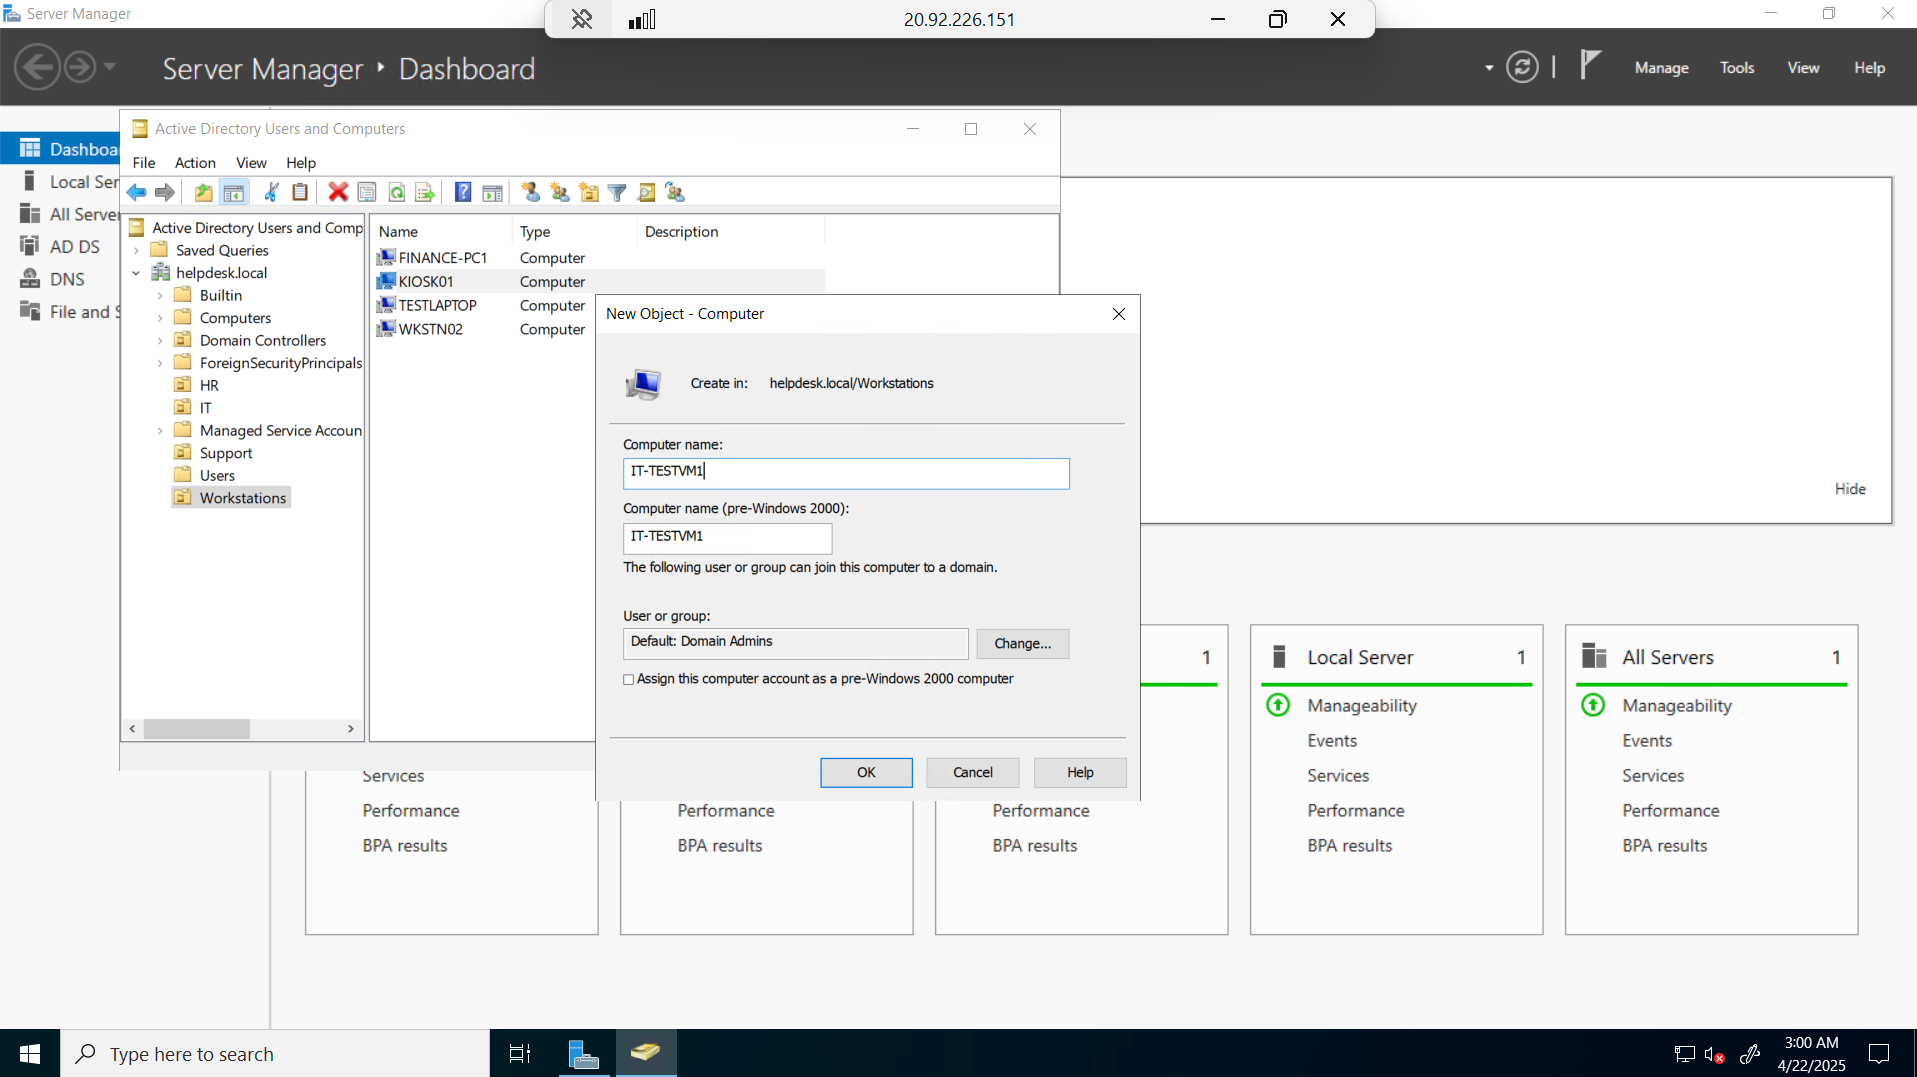 Server Manager
20.92.226.151
Server Manager ‣ Dashboard
Manage
Tools
View
Help
Dashboa
Local Ser
All Serve
AD DS
DNS
File and S
Active Directory Users and Computers
File
Action
View
Help
Active Directory Users and Comp
Saved Queries
helpdesk.local
Builtin
Computers
Domain Controllers
ForeignSecurityPrincipals
HR
IT
Managed Service Accoun
Support
Users
Workstations
Name
Type
Description
FINANCE-PC1
Computer
KIOSK01
Computer
TESTLAPTOP
Computer
WKSTN02
Computer
New Object - Computer
Create in: helpdesk.local/Workstations
Computer name:
IT-TESTVM1
Computer name (pre-Windows 2000):
IT-TESTVM1
The following user or group can join this computer to a domain.
User or group:
Default: Domain Admins
Change...
Assign this computer account as a pre-Windows 2000 computer
OK
Cancel
Help
Hide
Services
Performance
BPA results
Performance
BPA results
1
Performance
BPA results
Local Server 1
Manageability
Events
Services
Performance
BPA results
All Servers 1
Manageability
Events
Services
Performance
BPA results
Type here to search
3:00 AM
4/22/2025